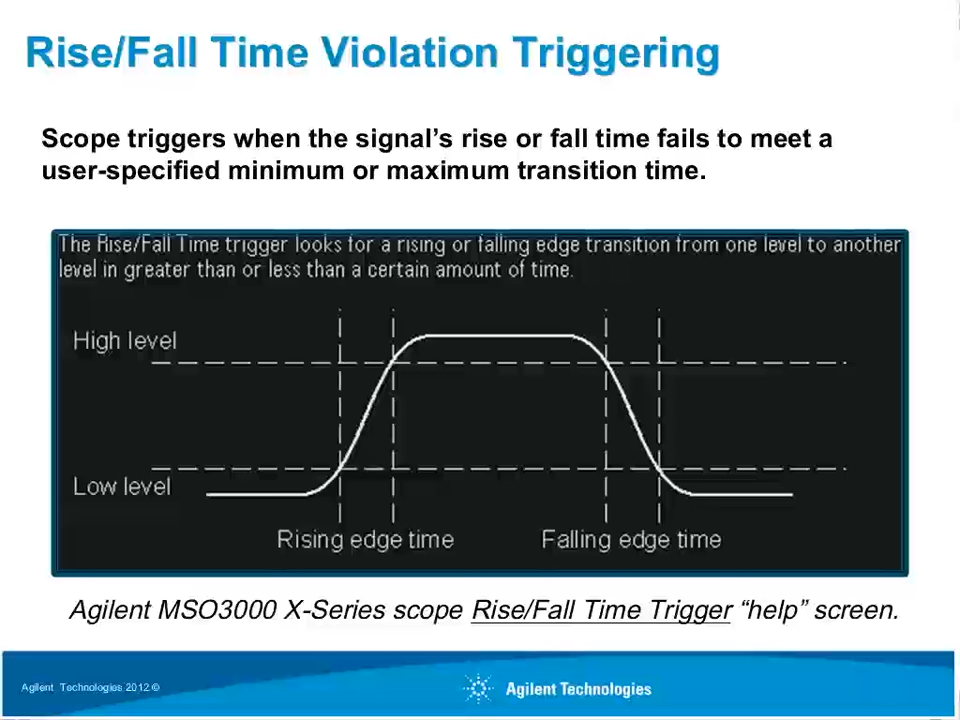 Rise/Fall Time Violation Triggering
Scope triggers when the signal’s rise or fall time fails to meet a
user-specified minimum or maximum transition time.
The Rise/Fall Time trigger looks for a rising or falling edge transition from one level to another
level in greater than or less than a certain amount of time.
High level
Low level
Rising edge time
Falling edge time
Agilent MSO3000 X-Series scope Rise/Fall Time Trigger “help” screen.
Agilent Technologies 2012 ©
Agilent Technologies